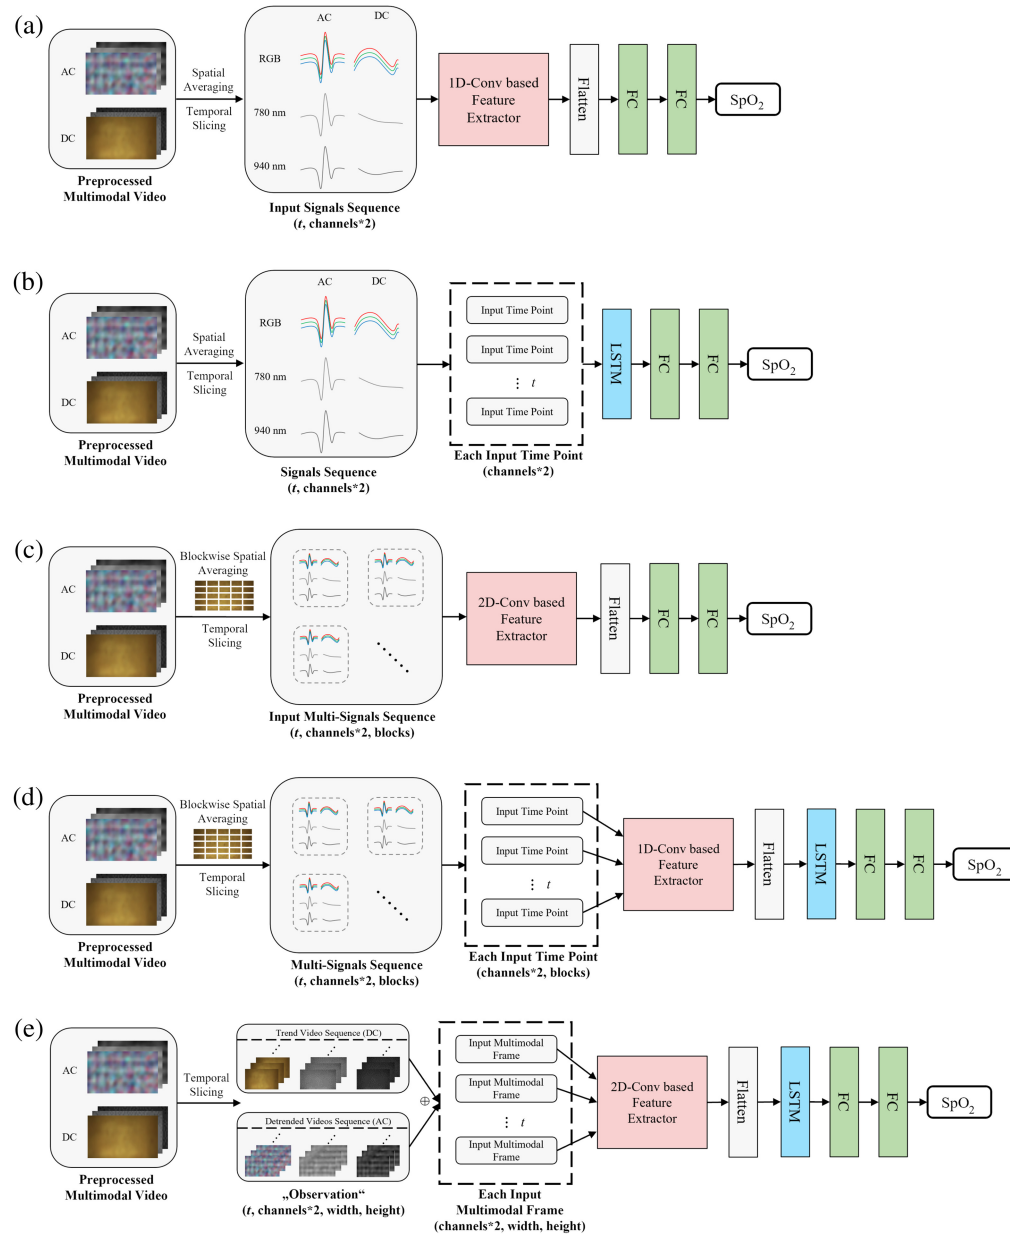 (a)
AC
DC
Preprocessed
Multimodal Video
Spatial
Averaging
Temporal
Slicing
AC
DC
RGB
780 nm
940 nm
Input Signals Sequence
(t, channels*2)
1D-Conv based
Feature
Extractor
Flatten
FC
FC
SpO2
(b)
AC
DC
Preprocessed
Multimodal Video
Spatial
Averaging
Temporal
Slicing
AC
DC
RGB
780 nm
940 nm
Signals Sequence
(t, channels*2)
Input Time Point
Input Time Point
⋮ t
Input Time Point
Each Input Time Point
(channels*2)
LSTM
FC
FC
SpO2
(c)
AC
DC
Preprocessed
Multimodal Video
Blockwise Spatial
Averaging
Temporal
Slicing
Input Multi-Signals Sequence
(t, channels*2, blocks)
2D-Conv based
Feature
Extractor
Flatten
FC
FC
SpO2
(d)
AC
DC
Preprocessed
Multimodal Video
Blockwise Spatial
Averaging
Temporal
Slicing
Multi-Signals Sequence
(t, channels*2, blocks)
Input Time Point
Input Time Point
⋮ t
Input Time Point
Each Input Time Point
(channels*2, blocks)
1D-Conv based
Feature
Extractor
Flatten
LSTM
FC
FC
SpO2
(e)
AC
DC
Preprocessed
Multimodal Video
Temporal
Slicing
Trend Video Sequence (DC)
Detrended Videos Sequence (AC)
„Observation“
(t, channels*2, width, height)
⊕
Input Multimodal
Frame
Input Multimodal
Frame
⋮ t
Input Multimodal
Frame
Each Input
Multimodal Frame
(channels*2, width, height)
2D-Conv based
Feature
Extractor
Flatten
LSTM
FC
FC
SpO2